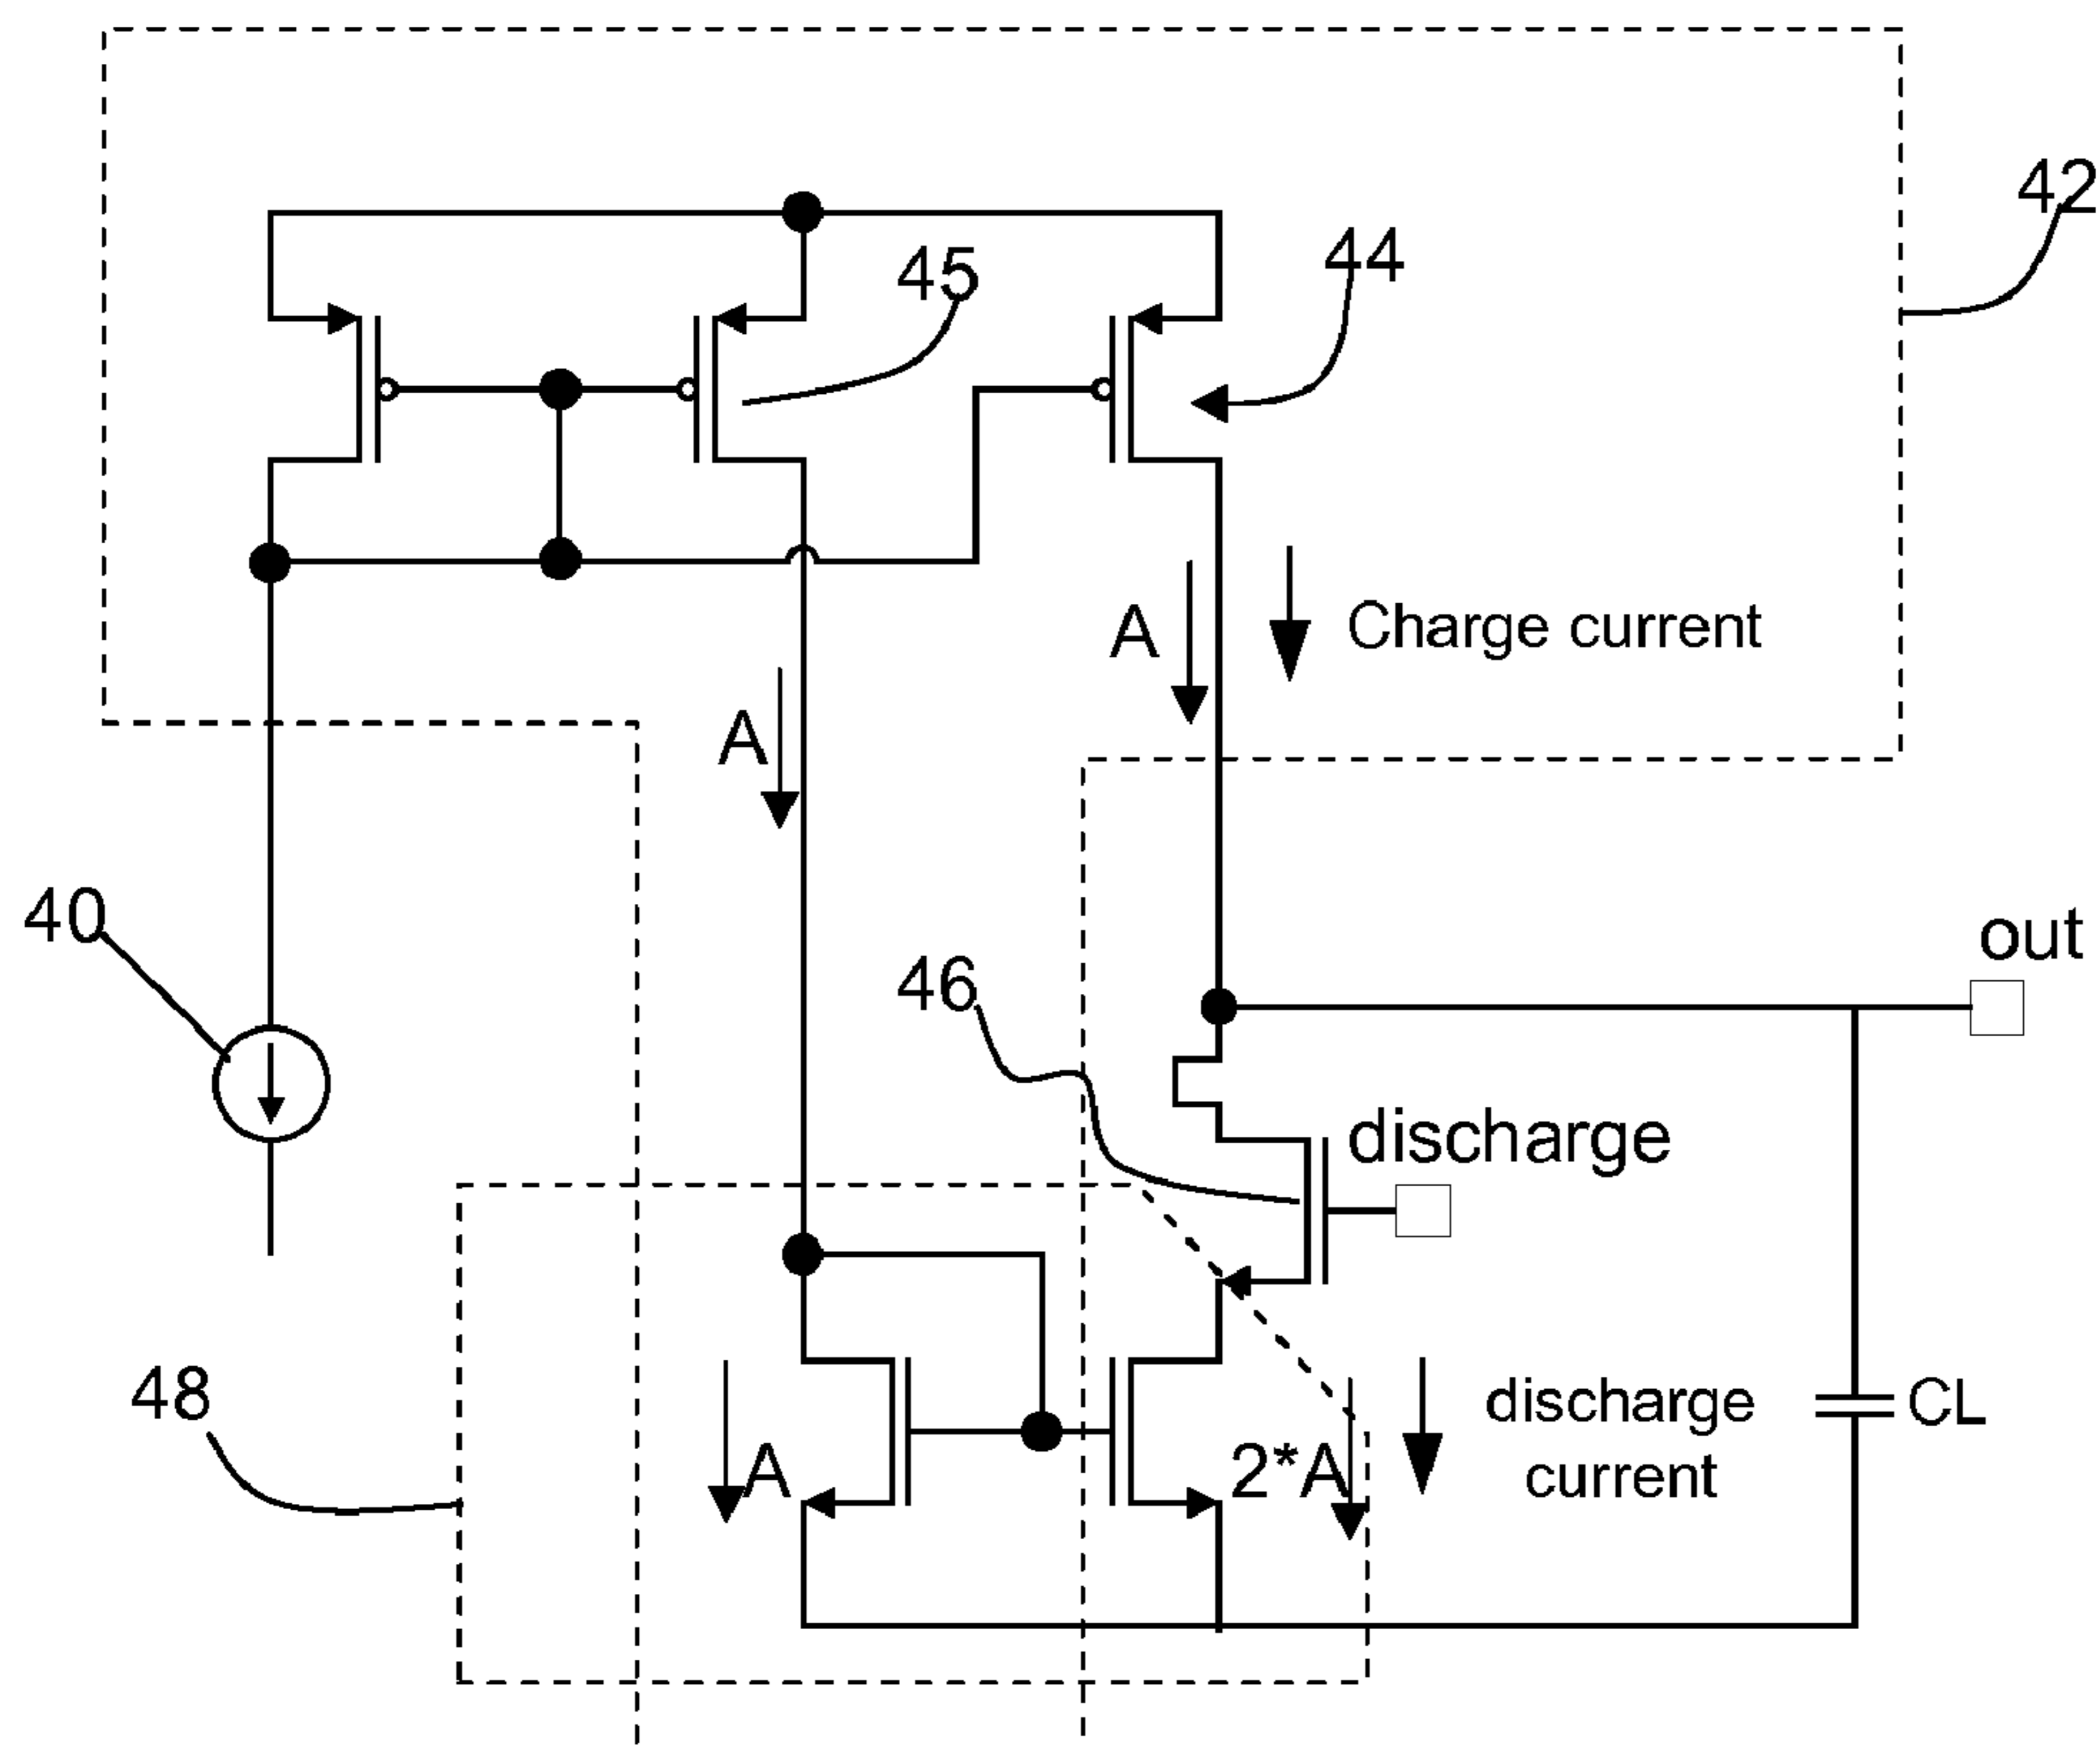 42
45
44
A
Charge current
A
40
out
46
discharge
48
A
2*A
discharge
current
CL